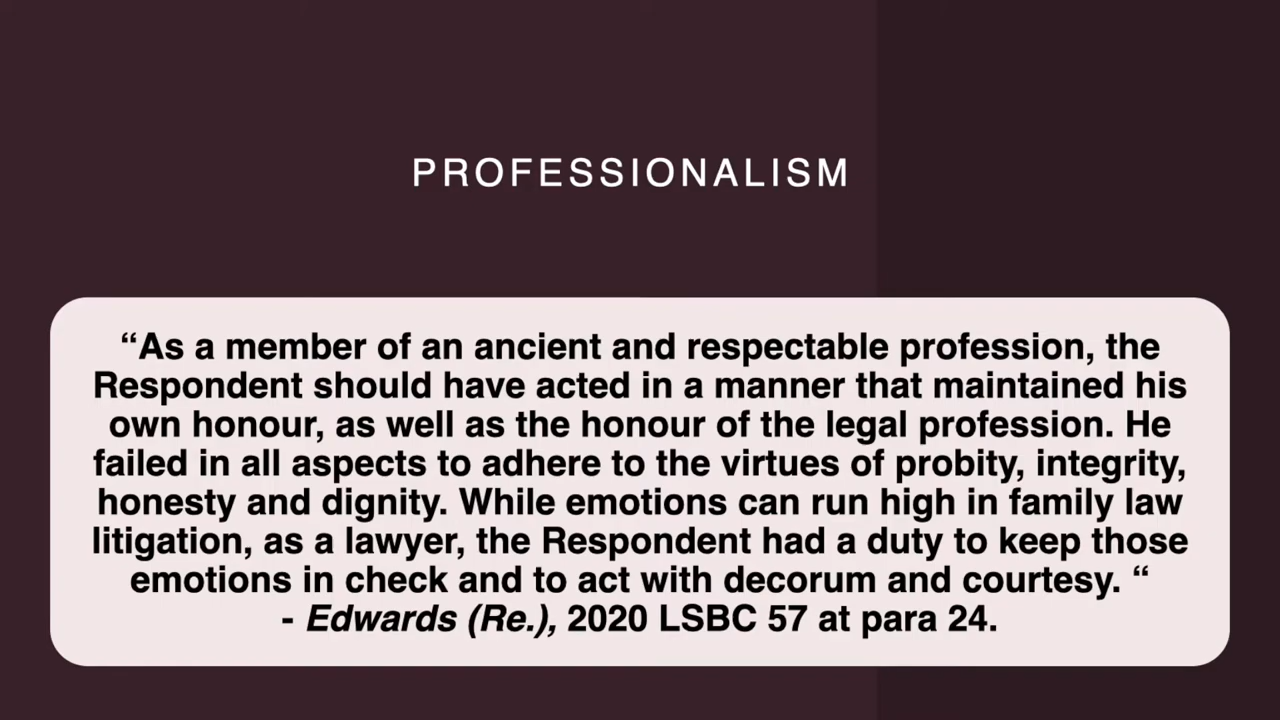 PROFESSIONALISM
“As a member of an ancient and respectable profession, the
Respondent should have acted in a manner that maintained his
own honour, as well as the honour of the legal profession. He
failed in all aspects to adhere to the virtues of probity, integrity,
honesty and dignity. While emotions can run high in family law
litigation, as a lawyer, the Respondent had a duty to keep those
emotions in check and to act with decorum and courtesy. “
- Edwards (Re.), 2020 LSBC 57 at para 24.